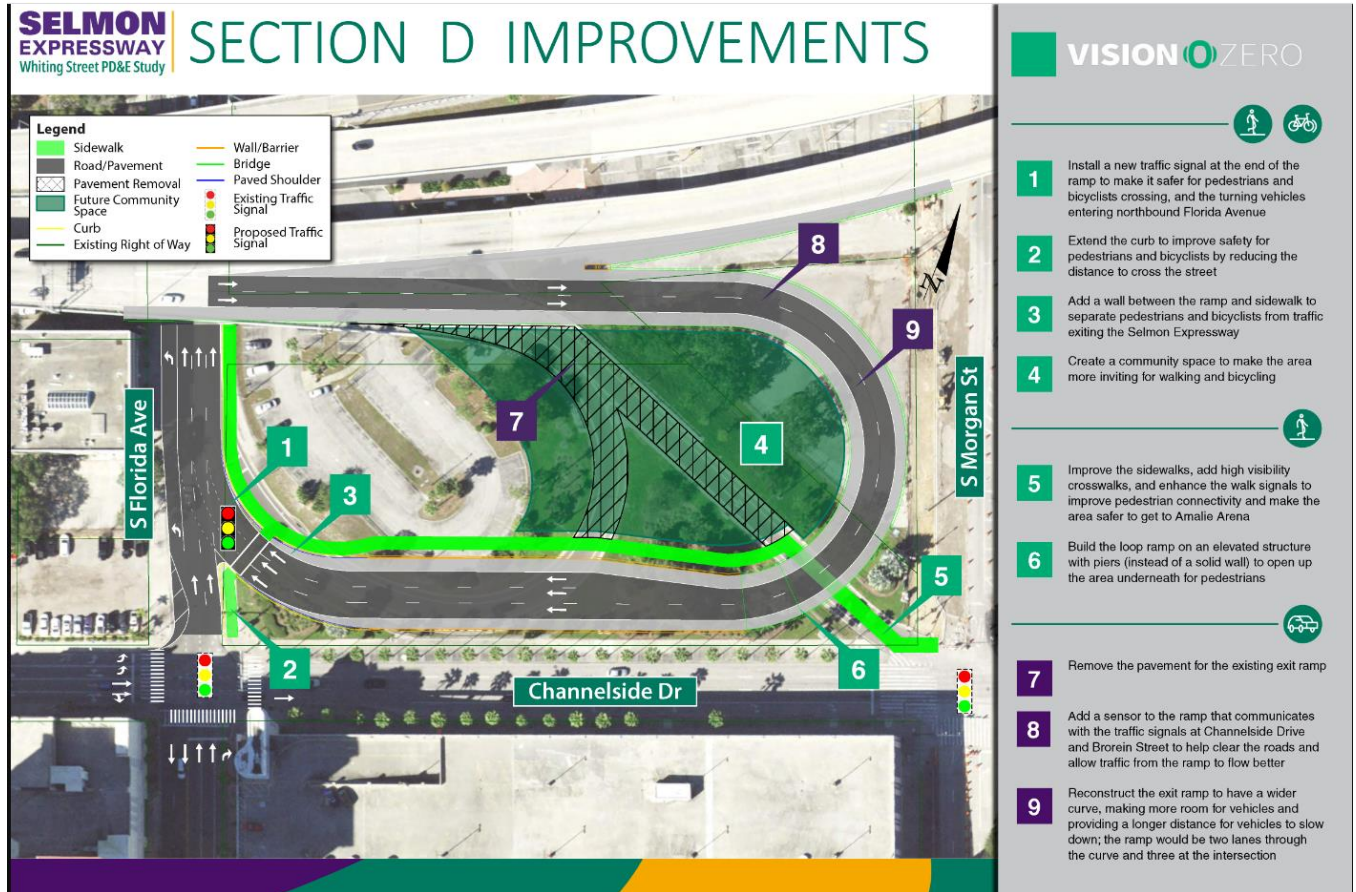 SELMON
EXPRESSWAY
Whiting Street PD&E Study
SECTION D IMPROVEMENTS
Legend
Sidewalk
Road/Pavement
Pavement Removal
Future Community
Space
Curb
Existing Right of Way
Wall/Barrier
Bridge
Paved Shoulder
Existing Traffic
Signal
Proposed Traffic
Signal
8
9
7
4
1
3
5
2
6
N
S Florida Ave
S Morgan St
Channelside Dr
VISION 0 ZERO
1
Install a new traffic signal at the end of the
ramp to make it safer for pedestrians and
bicyclists crossing, and the turning vehicles
entering northbound Florida Avenue
2
Extend the curb to improve safety for
pedestrians and bicyclists by reducing the
distance to cross the street
3
Add a wall between the ramp and sidewalk to
separate pedestrians and bicyclists from traffic
exiting the Selmon Expressway
4
Create a community space to make the area
more inviting for walking and bicycling
5
Improve the sidewalks, add high visibility
crosswalks, and enhance the walk signals to
improve pedestrian connectivity and make the
area safer to get to Amalie Arena
6
Build the loop ramp on an elevated structure
with piers (instead of a solid wall) to open up
the area underneath for pedestrians
7
Remove the pavement for the existing exit ramp
8
Add a sensor to the ramp that communicates
with the traffic signals at Channelside Drive
and Brorein Street to help clear the roads and
allow traffic from the ramp to flow better
9
Reconstruct the exit ramp to have a wider
curve, making more room for vehicles and
providing a longer distance for vehicles to slow
down; the ramp would be two lanes through
the curve and three at the intersection